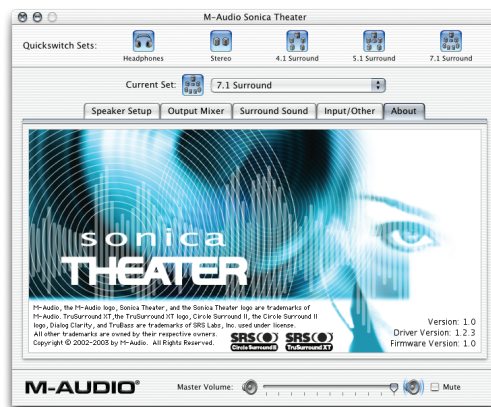 M-Audio Sonica Theater
Quickswitch Sets:
Headphones
Stereo
4.1 Surround
5.1 Surround
7.1 Surround
Current Set:
7.1 Surround
Speaker Setup
Output Mixer
Surround Sound
Input/Other
About
sonica
THEATER
M-Audio, the M-Audio logo, Sonica Theater, and the Sonica Theater logo are trademarks of
M-Audio. TruSurround XT,the TruSurround XT logo, Circle Surround II, the Circle Surround II
logo, Dialog Clarity, and TruBass are trademarks of SRS Labs, Inc. used under license.
All other trademarks are owned by their respective owners.
Copyright © 2002-2003 by M-Audio. All Rights Reserved.
SRS
Circle Surround II
SRS
TruSurround XT
Version: 1.0
Driver Version: 1.2.3
Firmware Version: 1.0
M-AUDIO®
Master Volume:
Mute